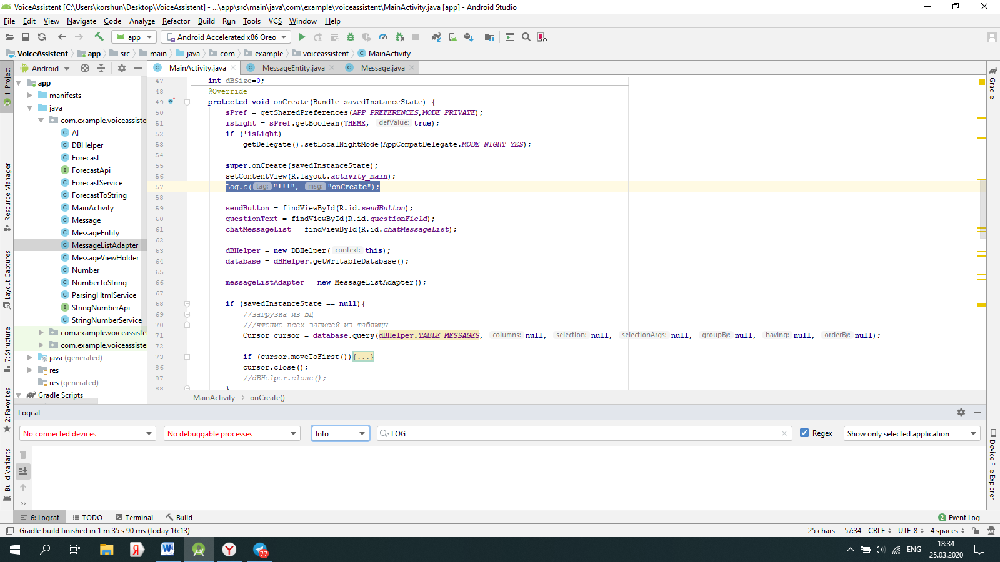 VoiceAssistent [C:\Users\korshun\Desktop\VoiceAssistent] - ...\app\src\main\java\com\example\voiceassistent\MainActivity.java [app] - Android Studio
File Edit View Navigate Code Analyze Refactor Build Run Tools VCS Window Help
app Android Accelerated x86 Oreo
VoiceAssistent app src main java com example voiceassistent MainActivity
1: Project
Resource Manager
Layout Captures
7: Structure
2: Favorites
Build Variants
Android
app
manifests
java
com.example.voiceassiste
AI
DBHelper
Forecast
ForecastApi
ForecastService
ForecastToString
MainActivity
Message
MessageEntity
MessageListAdapter
MessageViewHolder
Number
NumberToString
ParsingHtmlService
StringNumberApi
StringNumberService
com.example.voiceassiste
com.example.voiceassiste
java (generated)
res
res (generated)
Gradle Scripts
MainActivity.java MessageEntity.java Message.java
47 int dBSize=0;
48 @Override
49 protected void onCreate(Bundle savedInstanceState) {
50 sPref = getSharedPreferences(APP_PREFERENCES,MODE_PRIVATE);
51 isLight = sPref.getBoolean(THEME, defValue: true);
52 if (!isLight)
53 getDelegate().setLocalNightMode(AppCompatDelegate.MODE_NIGHT_YES);
54
55 super.onCreate(savedInstanceState);
56 setContentView(R.layout.activity_main);
57 Log.e( tag: "!!!", msg: "onCreate");
58
59 sendButton = findViewById(R.id.sendButton);
60 questionText = findViewById(R.id.questionField);
61 chatMessageList = findViewById(R.id.chatMessageList);
62
63 dBHelper = new DBHelper( context: this);
64 database = dBHelper.getWritableDatabase();
65
66 messageListAdapter = new MessageListAdapter();
67
68 if (savedInstanceState == null){
69 //загрузка из БД
70 ///чтение всех записей из таблицы
71 Cursor cursor = database.query(dBHelper.TABLE_MESSAGES, columns: null, selection: null, selectionArgs: null, groupBy: null, having: null, orderBy: null);
72
73 if (cursor.moveToFirst()){...}
86 cursor.close();
87 //dBHelper.close();
88 }
MainActivity › onCreate()
Gradle
Device File Explorer
Logcat
No connected devices No debuggable processes Info LOG Regex Show only selected application
6: Logcat TODO Terminal Build 2 Event Log
Gradle build finished in 1 m 35 s 90 ms (today 16:13) 25 chars 57:34 CRLF UTF-8 4 spaces
W Я Y 77 ENG 18:34
25.03.2020